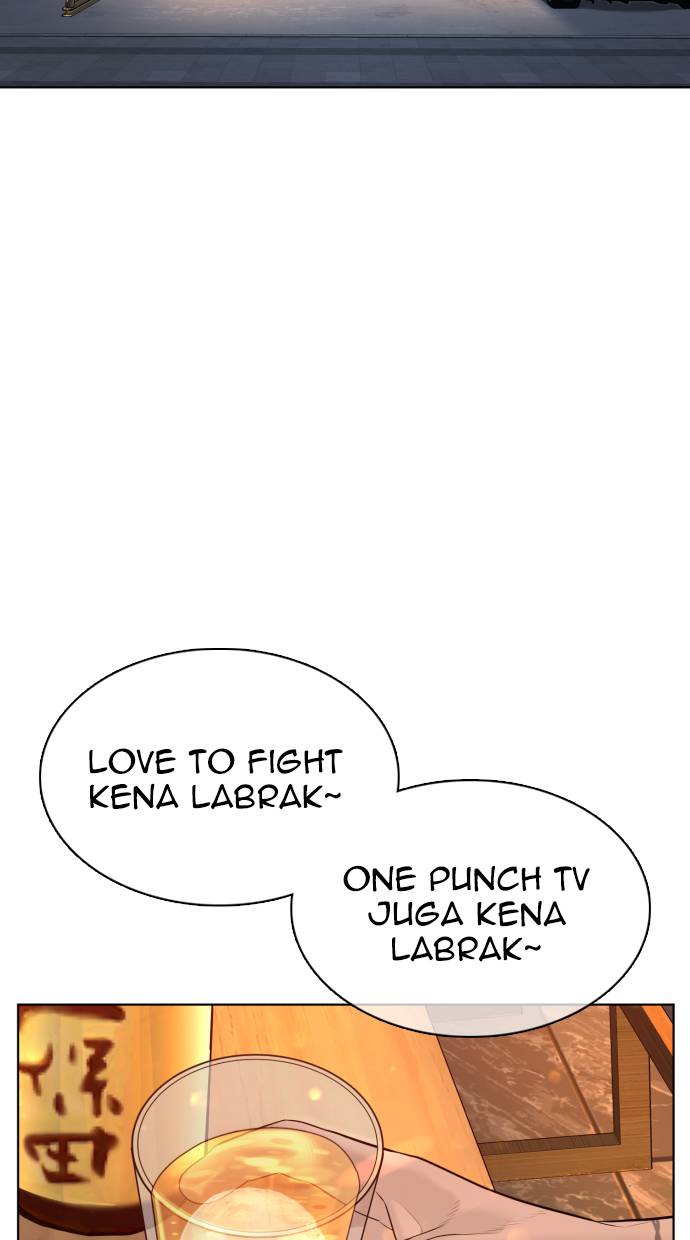 LOVE TO FIGHT
KENA LABRAK~
ONE PUNCH TV
JUGA KENA
LABRAK~